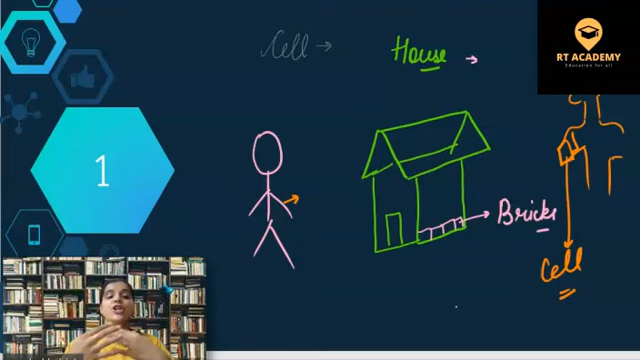 Cell →
House →
RT ACADEMY
Education for all
1
Bricks
Cell